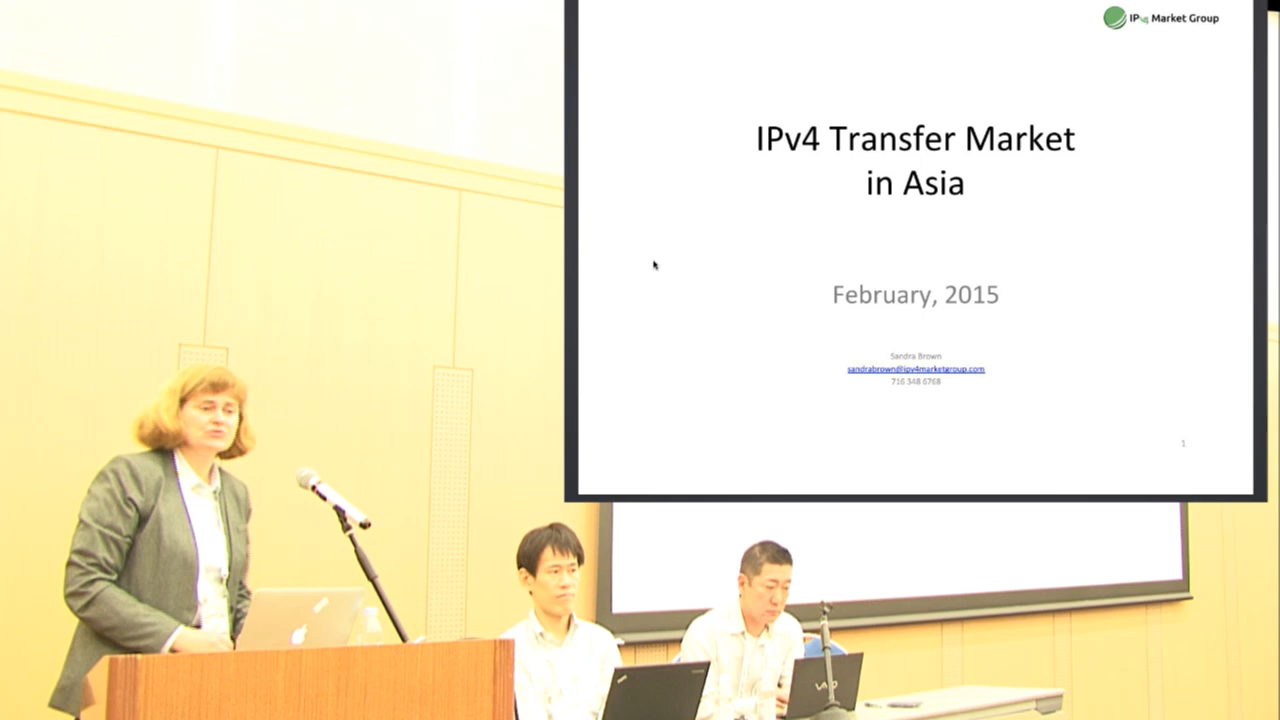 IPv4 Market Group
IPv4 Transfer Market
in Asia
February, 2015
Sandra Brown
sandrabrown@ipv4marketgroup.com
716 348 6768
1
VAIO